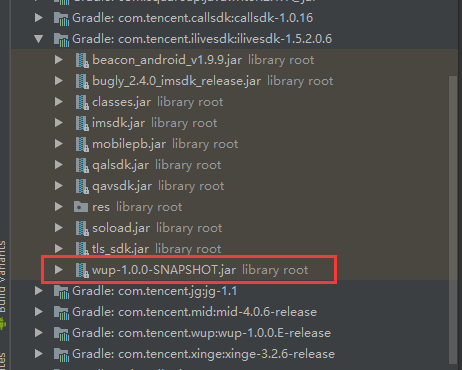 Gradle: com.tencent.callsdk:callsdk-1.0.16
Gradle: com.tencent.ilivesdk:ilivesdk-1.5.2.0.6
beacon_android_v1.9.9.jar library root
bugly_2.4.0_imsdk_release.jar library root
classes.jar library root
imsdk.jar library root
mobilepb.jar library root
qalsdk.jar library root
qavsdk.jar library root
res library root
soload.jar library root
tls_sdk.jar library root
wup-1.0.0-SNAPSHOT.jar library root
Gradle: com.tencent.jg:jg-1.1
Gradle: com.tencent.mid:mid-4.0.6-release
Gradle: com.tencent.wup:wup-1.0.0.E-release
Gradle: com.tencent.xinge:xinge-3.2.6-release
Build Variants